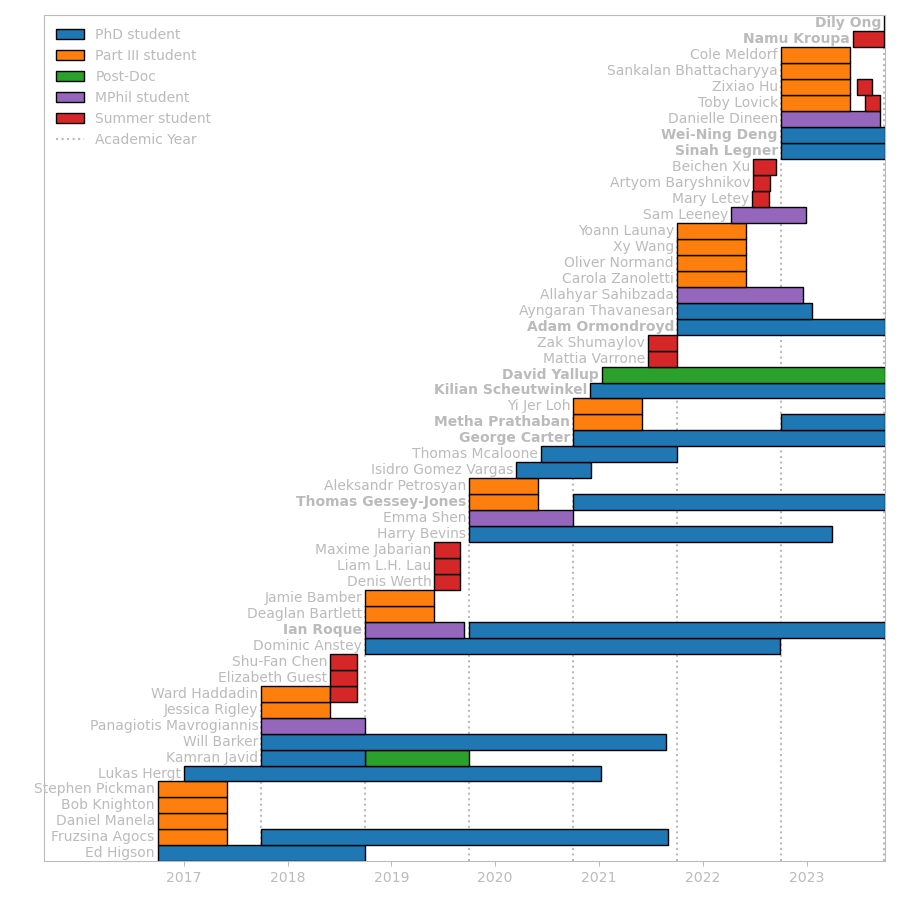 PhD student
Part III student
Post-Doc
MPhil student
Summer student
Academic Year
Dily Ong
Namu Kroupa
Cole Meldorf
Sankalan Bhattacharyya
Zixiao Hu
Toby Lovick
Danielle Dineen
Wei-Ning Deng
Sinah Legner
Beichen Xu
Artyom Baryshnikov
Mary Letey
Sam Leeney
Yoann Launay
Xy Wang
Oliver Normand
Carola Zanoletti
Allahyar Sahibzada
Ayngaran Thavanesan
Adam Ormondroyd
Zak Shumaylov
Mattia Varrone
David Yallup
Kilian Scheutwinkel
Yi Jer Loh
Metha Prathaban
George Carter
Thomas Mcaloone
Isidro Gomez Vargas
Aleksandr Petrosyan
Thomas Gessey-Jones
Emma Shen
Harry Bevins
Maxime Jabarian
Liam L.H. Lau
Denis Werth
Jamie Bamber
Deaglan Bartlett
Ian Roque
Dominic Anstey
Shu-Fan Chen
Elizabeth Guest
Ward Haddadin
Jessica Rigley
Panagiotis Mavrogiannis
Will Barker
Kamran Javid
Lukas Hergt
Stephen Pickman
Bob Knighton
Daniel Manela
Fruzsina Agocs
Ed Higson
2017 2018 2019 2020 2021 2022 2023